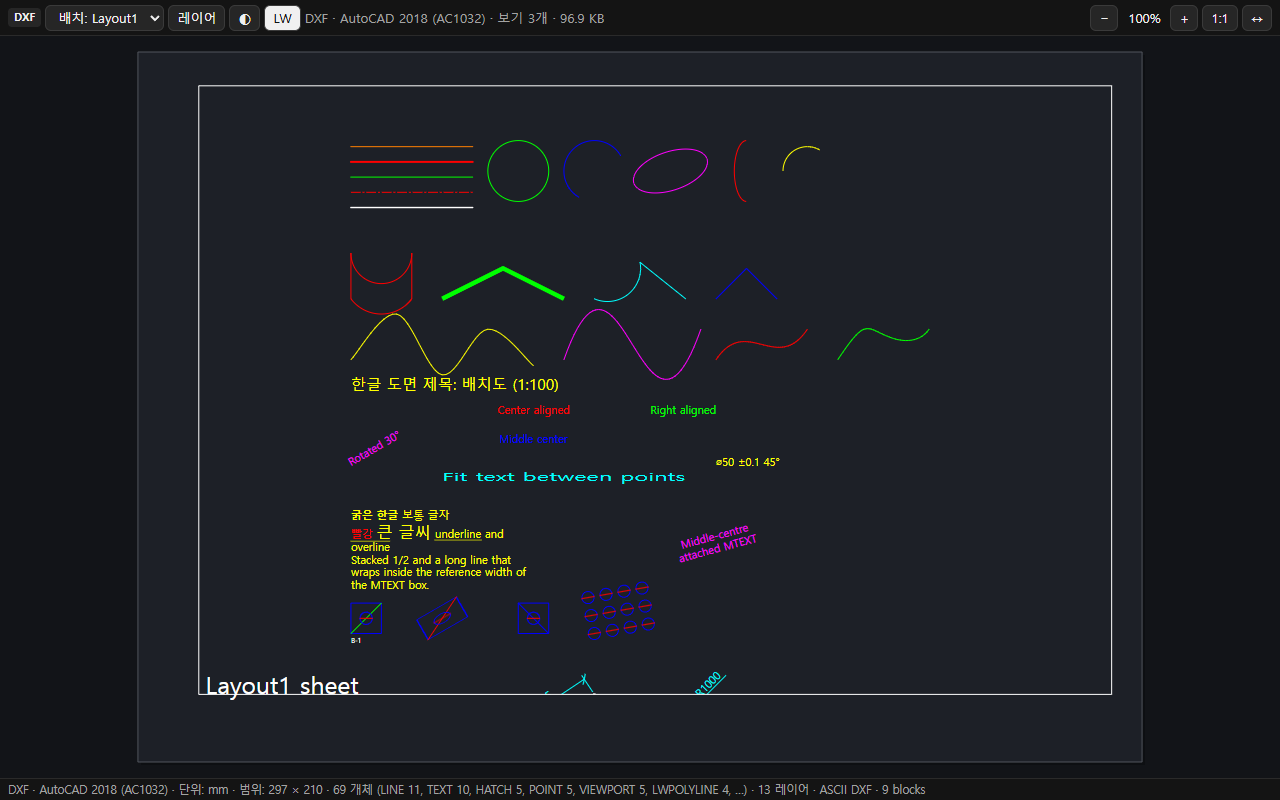 DXF 배치: Layout1 레이어 LW DXF · AutoCAD 2018 (AC1032) · 보기 3개 · 96.9 KB − 100% + 1:1 ↔
한글 도면 제목: 배치도 (1:100)
Center aligned Right aligned
Rotated 30° Middle-center
Fit text between points ⌀50 ±0.1 45°
굵은 한글 보통 글자
빨강 큰 글씨 underline and
overline
Stacked 1/2 and a long line that
wraps inside the reference width of
the MTEXT box.
Middle-centre
attached MTEXT
B-1
Layout1 sheet
R1000
DXF · AutoCAD 2018 (AC1032) · 단위: mm · 범위: 297 × 210 · 69 개체 (LINE 11, TEXT 10, HATCH 5, POINT 5, VIEWPORT 5, LWPOLYLINE 4, ...) · 13 레이어 · ASCII DXF · 9 blocks